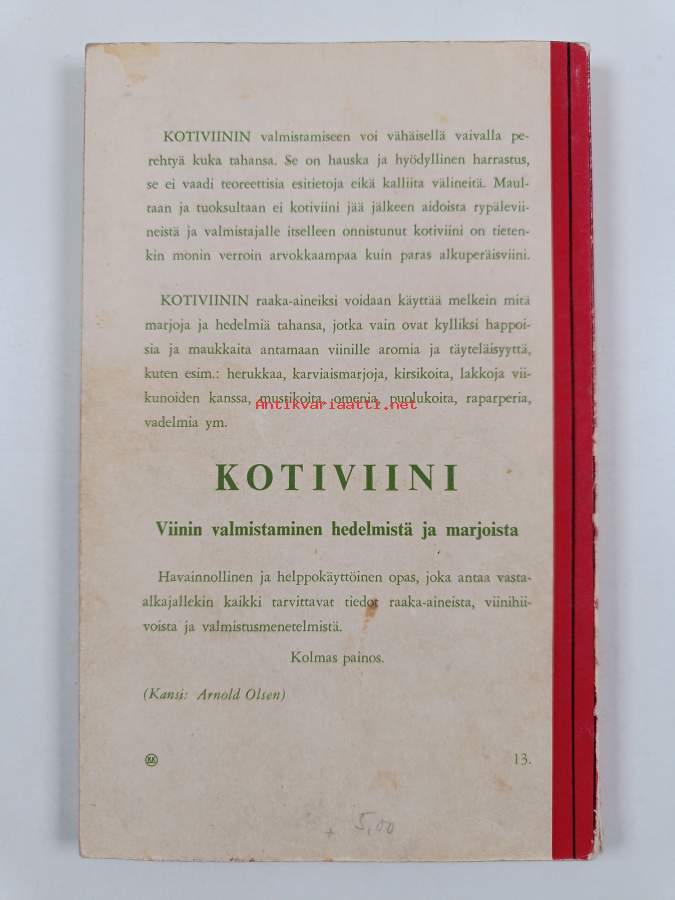 KOTIVIININ valmistamiseen voi vähäisellä vaivalla pe-
rehtyä kuka tahansa. Se on hauska ja hyödyllinen harrastus,
se ei vaadi teoreettisia esitietoja eikä kalliita välineitä. Maul-
taan ja tuoksultaan ei kotiviini jää jälkeen aidoista rypälevii-
neistä ja valmistajalle itselleen onnistunut kotiviini on tieten-
kin monin verroin arvokkaampaa kuin paras alkuperäisviini.
KOTIVIININ raaka-aineiksi voidaan käyttää melkein mitä
marjoja ja hedelmiä tahansa, jotka vain ovat kylliksi happoi-
sia ja maukkaita antamaan viinille aromia ja täyteläisyyttä,
kuten esim.: herukkaa, karviaismarjoja, kirsikoita, lakkoja vii-
kunoiden kanssa, mustikoita, omenia, puolukoita, raparperia,
Antikvariaatti.net
vadelmia ym.
KOTIVIINI
Viinin valmistaminen hedelmistä ja marjoista
Havainnollinen ja helppokäyttöinen opas, joka antaa vasta-
alkajallekin kaikki tarvittavat tiedot raaka-aineista, viinihii-
voista ja valmistusmenetelmistä.
Kolmas painos.
(Kansi: Arnold Olsen)
KK 13.
+ 5,00